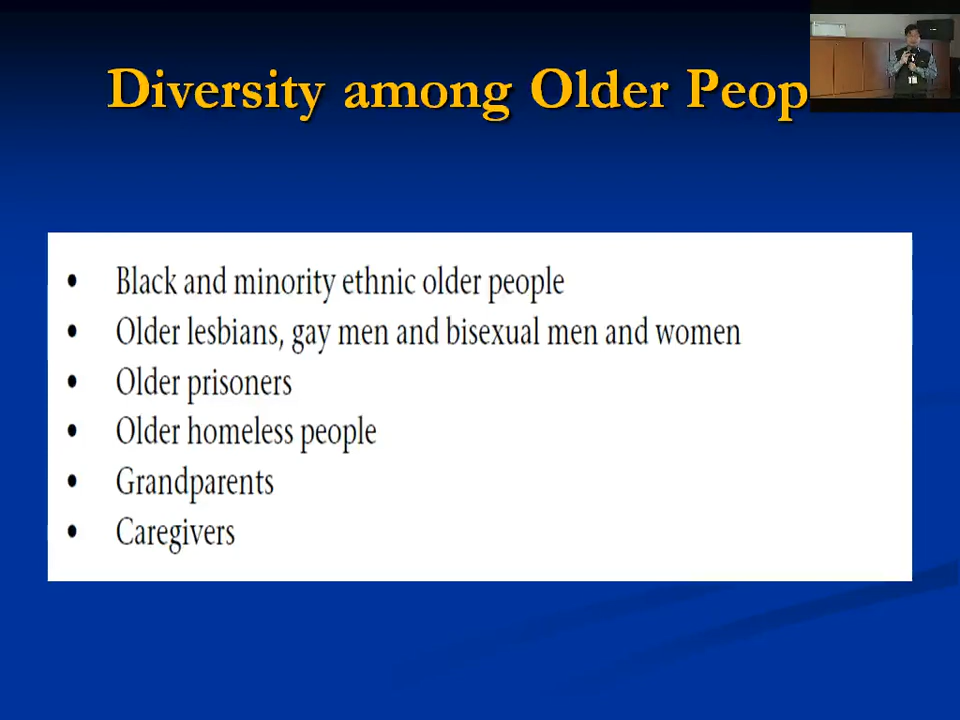 Diversity among Older Peop
• Black and minority ethnic older people
• Older lesbians, gay men and bisexual men and women
• Older prisoners
• Older homeless people
• Grandparents
• Caregivers